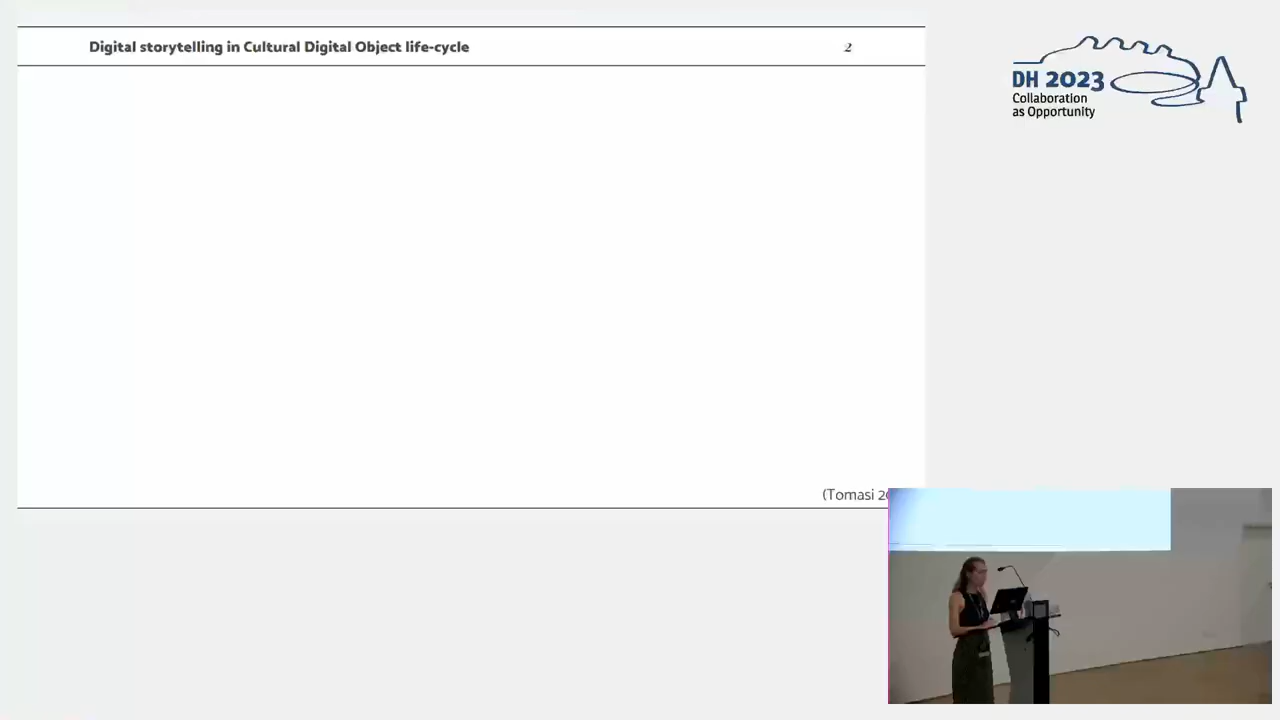 Digital storytelling in Cultural Digital Object life-cycle 2
DH 2023
Collaboration
as Opportunity
(Tomasi